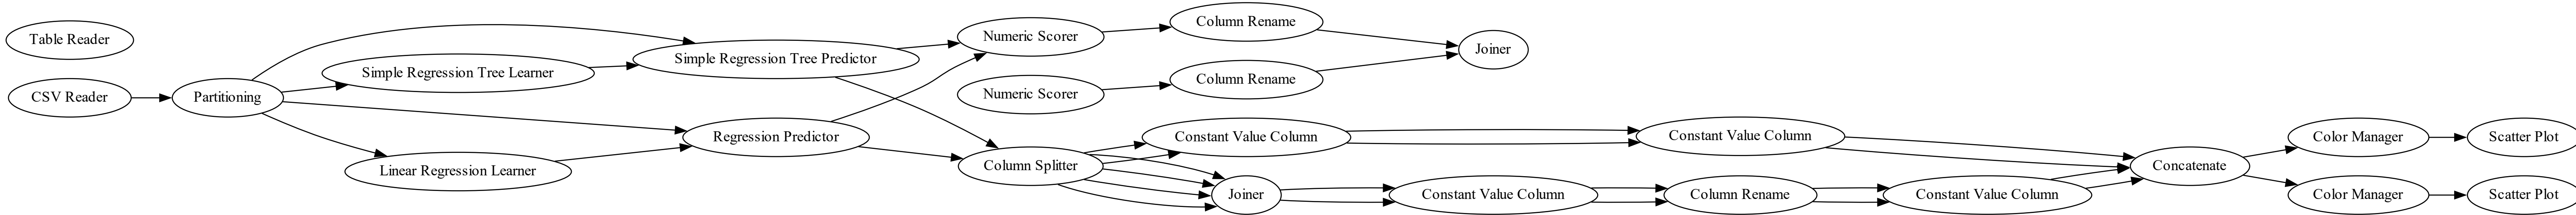 Table Reader
CSV Reader
Partitioning
Simple Regression Tree Learner
Linear Regression Learner
Simple Regression Tree Predictor
Regression Predictor
Numeric Scorer
Numeric Scorer
Column Splitter
Column Rename
Column Rename
Constant Value Column
Joiner
Joiner
Constant Value Column
Constant Value Column
Column Rename
Constant Value Column
Concatenate
Color Manager
Color Manager
Scatter Plot
Scatter Plot